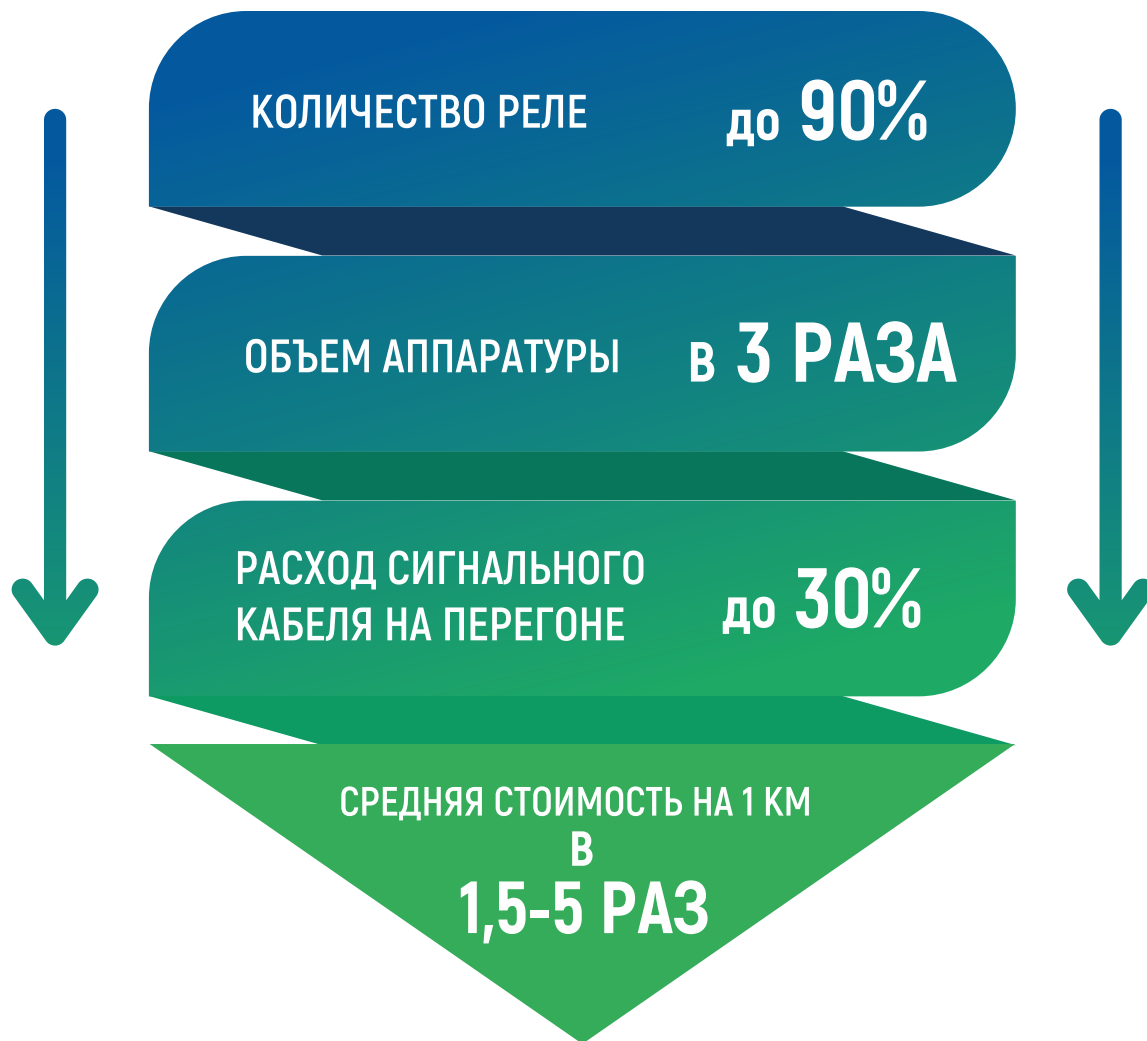 КОЛИЧЕСТВО РЕЛЕ до 90%
ОБЪЕМ АППАРАТУРЫ В 3 РАЗА
РАСХОД СИГНАЛЬНОГО
КАБЕЛЯ НА ПЕРЕГОНЕ до 30%
СРЕДНЯЯ СТОИМОСТЬ НА 1 КМ
В
1,5-5 РАЗ